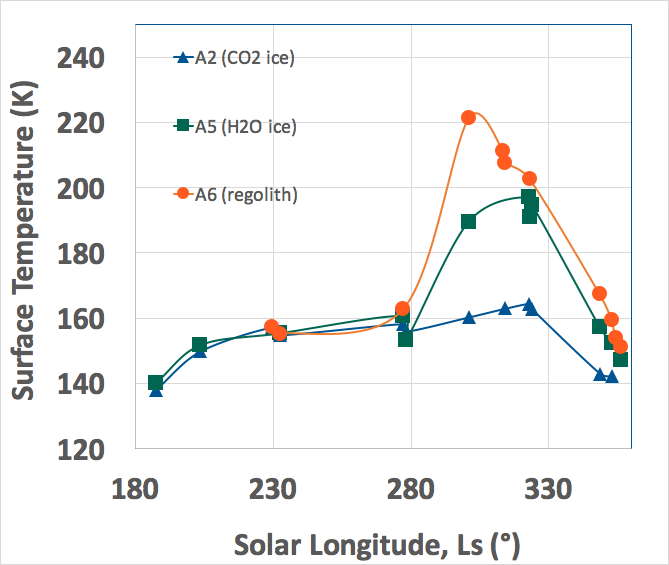 240
220
200
180
160
140
120
Surface Temperature (K)
A2 (CO2 ice)
A5 (H2O ice)
A6 (regolith)
180 230 280 330
Solar Longitude, Ls (°)